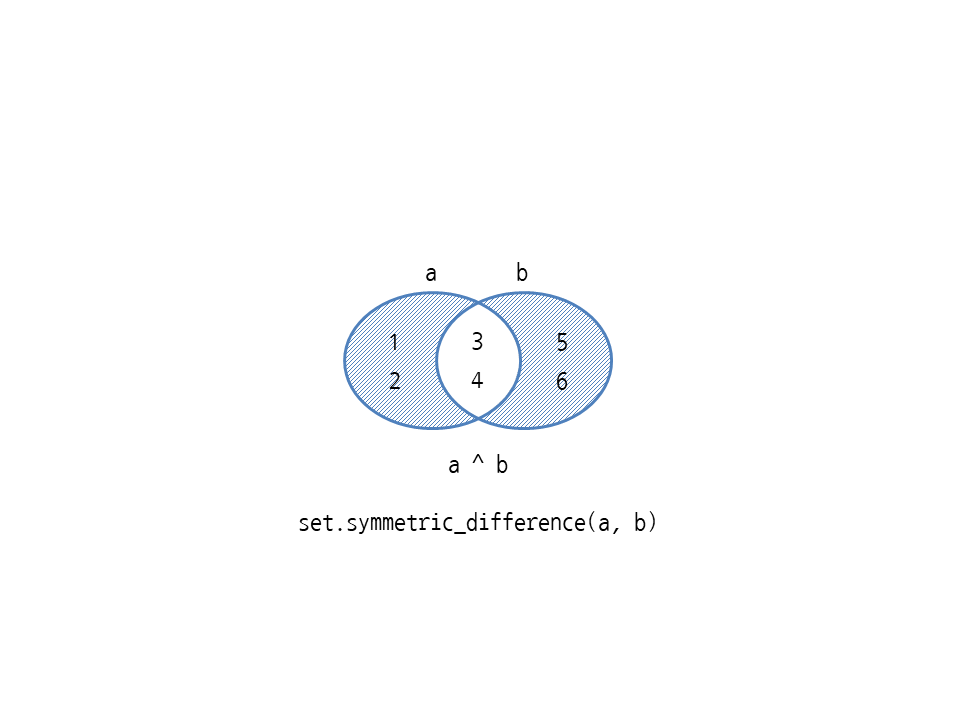 a b
1 3 5
2 4 6
a ^ b
set.symmetric_difference(a, b)